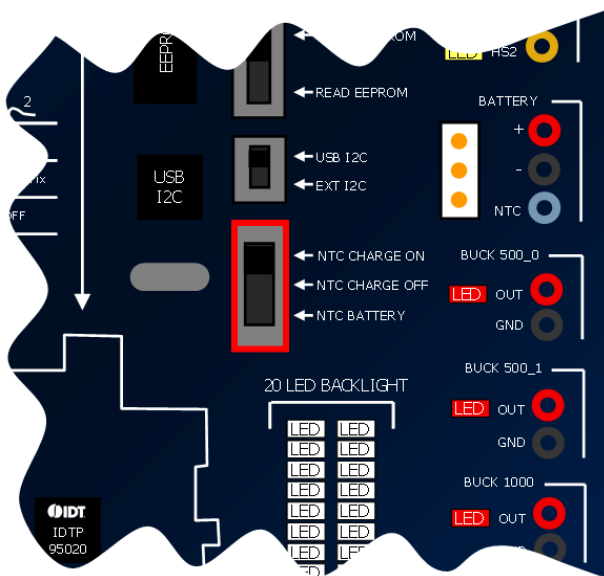 LED
HS2
READ EEPROM
BATTERY
+
-
NTC
2
USB I2C
EXT I2C
USB
I2C
OFF
NTC CHARGE ON
NTC CHARGE OFF
NTC BATTERY
BUCK 500_0
LED OUT
GND
BUCK 500_1
LED OUT
GND
20 LED BACKLIGHT
LED LED
LED LED
LED LED
LED LED
LED LED
LED LED
LED LED
BUCK 1000
LED OUT
IDT
IDTP
95020